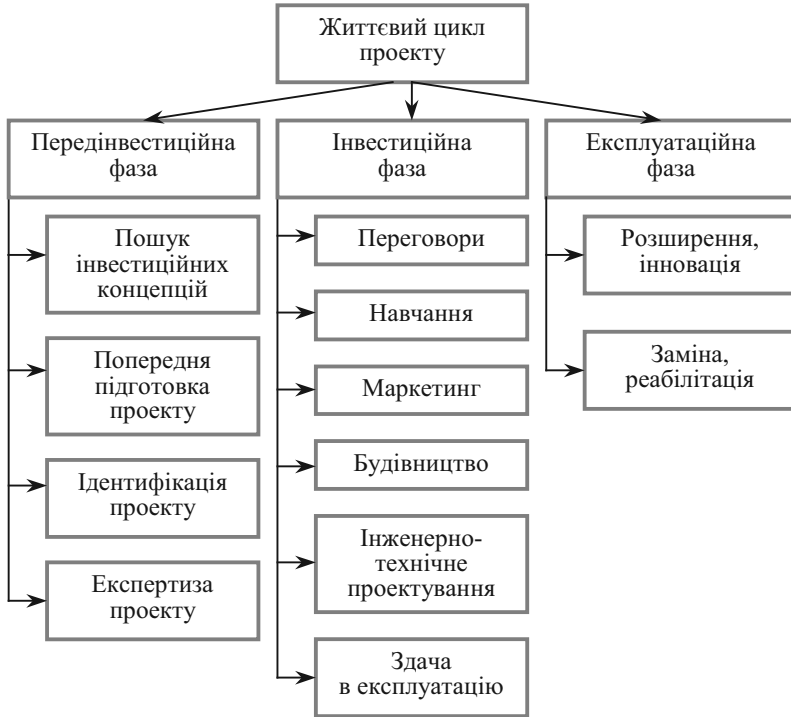 Життєвий цикл
проекту
Передінвестиційна
фаза
Пошук
інвестиційних
концепцій
Попередня
підготовка
проекту
Ідентифікація
проекту
Експертиза
проекту
Інвестиційна
фаза
Переговори
Навчання
Маркетинг
Будівництво
Інженерно-
технічне
проектування
Здача
в експлуатацію
Експлуатаційна
фаза
Розширення,
інновація
Заміна,
реабілітація